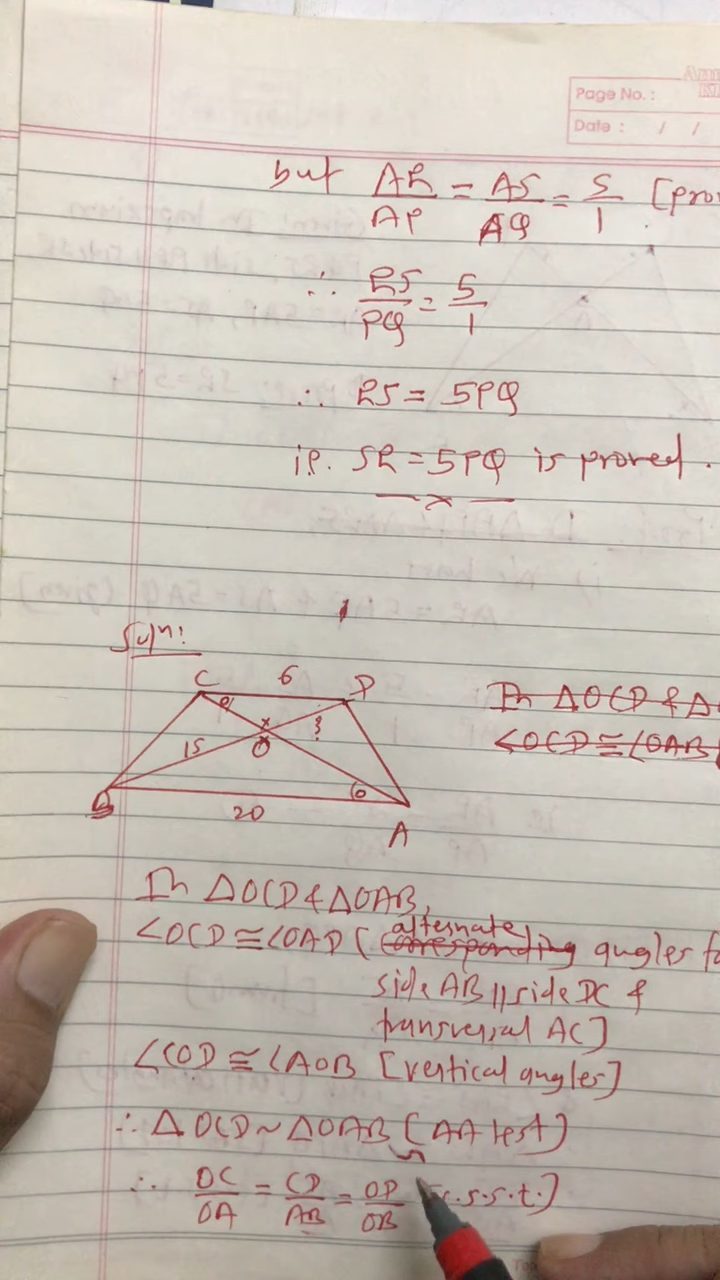 Page No. :
Date : / /
but AR/AP = AS/AQ = 5/1 [pro
∴ RS/PQ = 5/1
∴ RS = 5PQ
ie. SR = 5PQ is proved.
— x —
Soln:
C 6 D
15 O ?
B 20 A
In ΔOCD & Δ
∠OCD ≅ ∠OAB
In ΔOCD & ΔOAB,
∠OCD ≅ ∠OAD ( alternate corresponding angles fo
side AB || side DC &
transversal AC]
∠COD ≅ ∠AOB [vertical angles]
∴ ΔOCD ~ ΔOAB (AA test)
∴ OC/OA = CD/AB = OD/OB .s.s.t.]